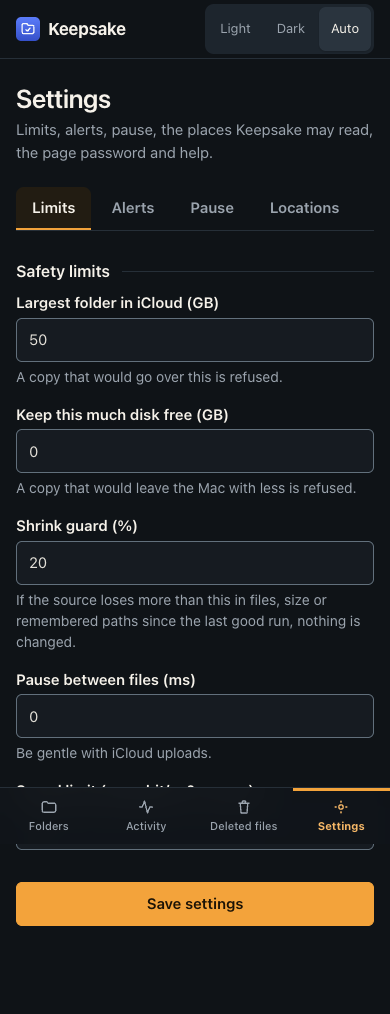 Keepsake
Light Dark Auto
Settings
Limits, alerts, pause, the places Keepsake may read,
the page password and help.
Limits Alerts Pause Locations
Safety limits
Largest folder in iCloud (GB)
50
A copy that would go over this is refused.
Keep this much disk free (GB)
0
A copy that would leave the Mac with less is refused.
Shrink guard (%)
20
If the source loses more than this in files, size or
remembered paths since the last good run, nothing is
changed.
Pause between files (ms)
0
Be gentle with iCloud uploads.
Folders Activity Deleted files Settings
Save settings